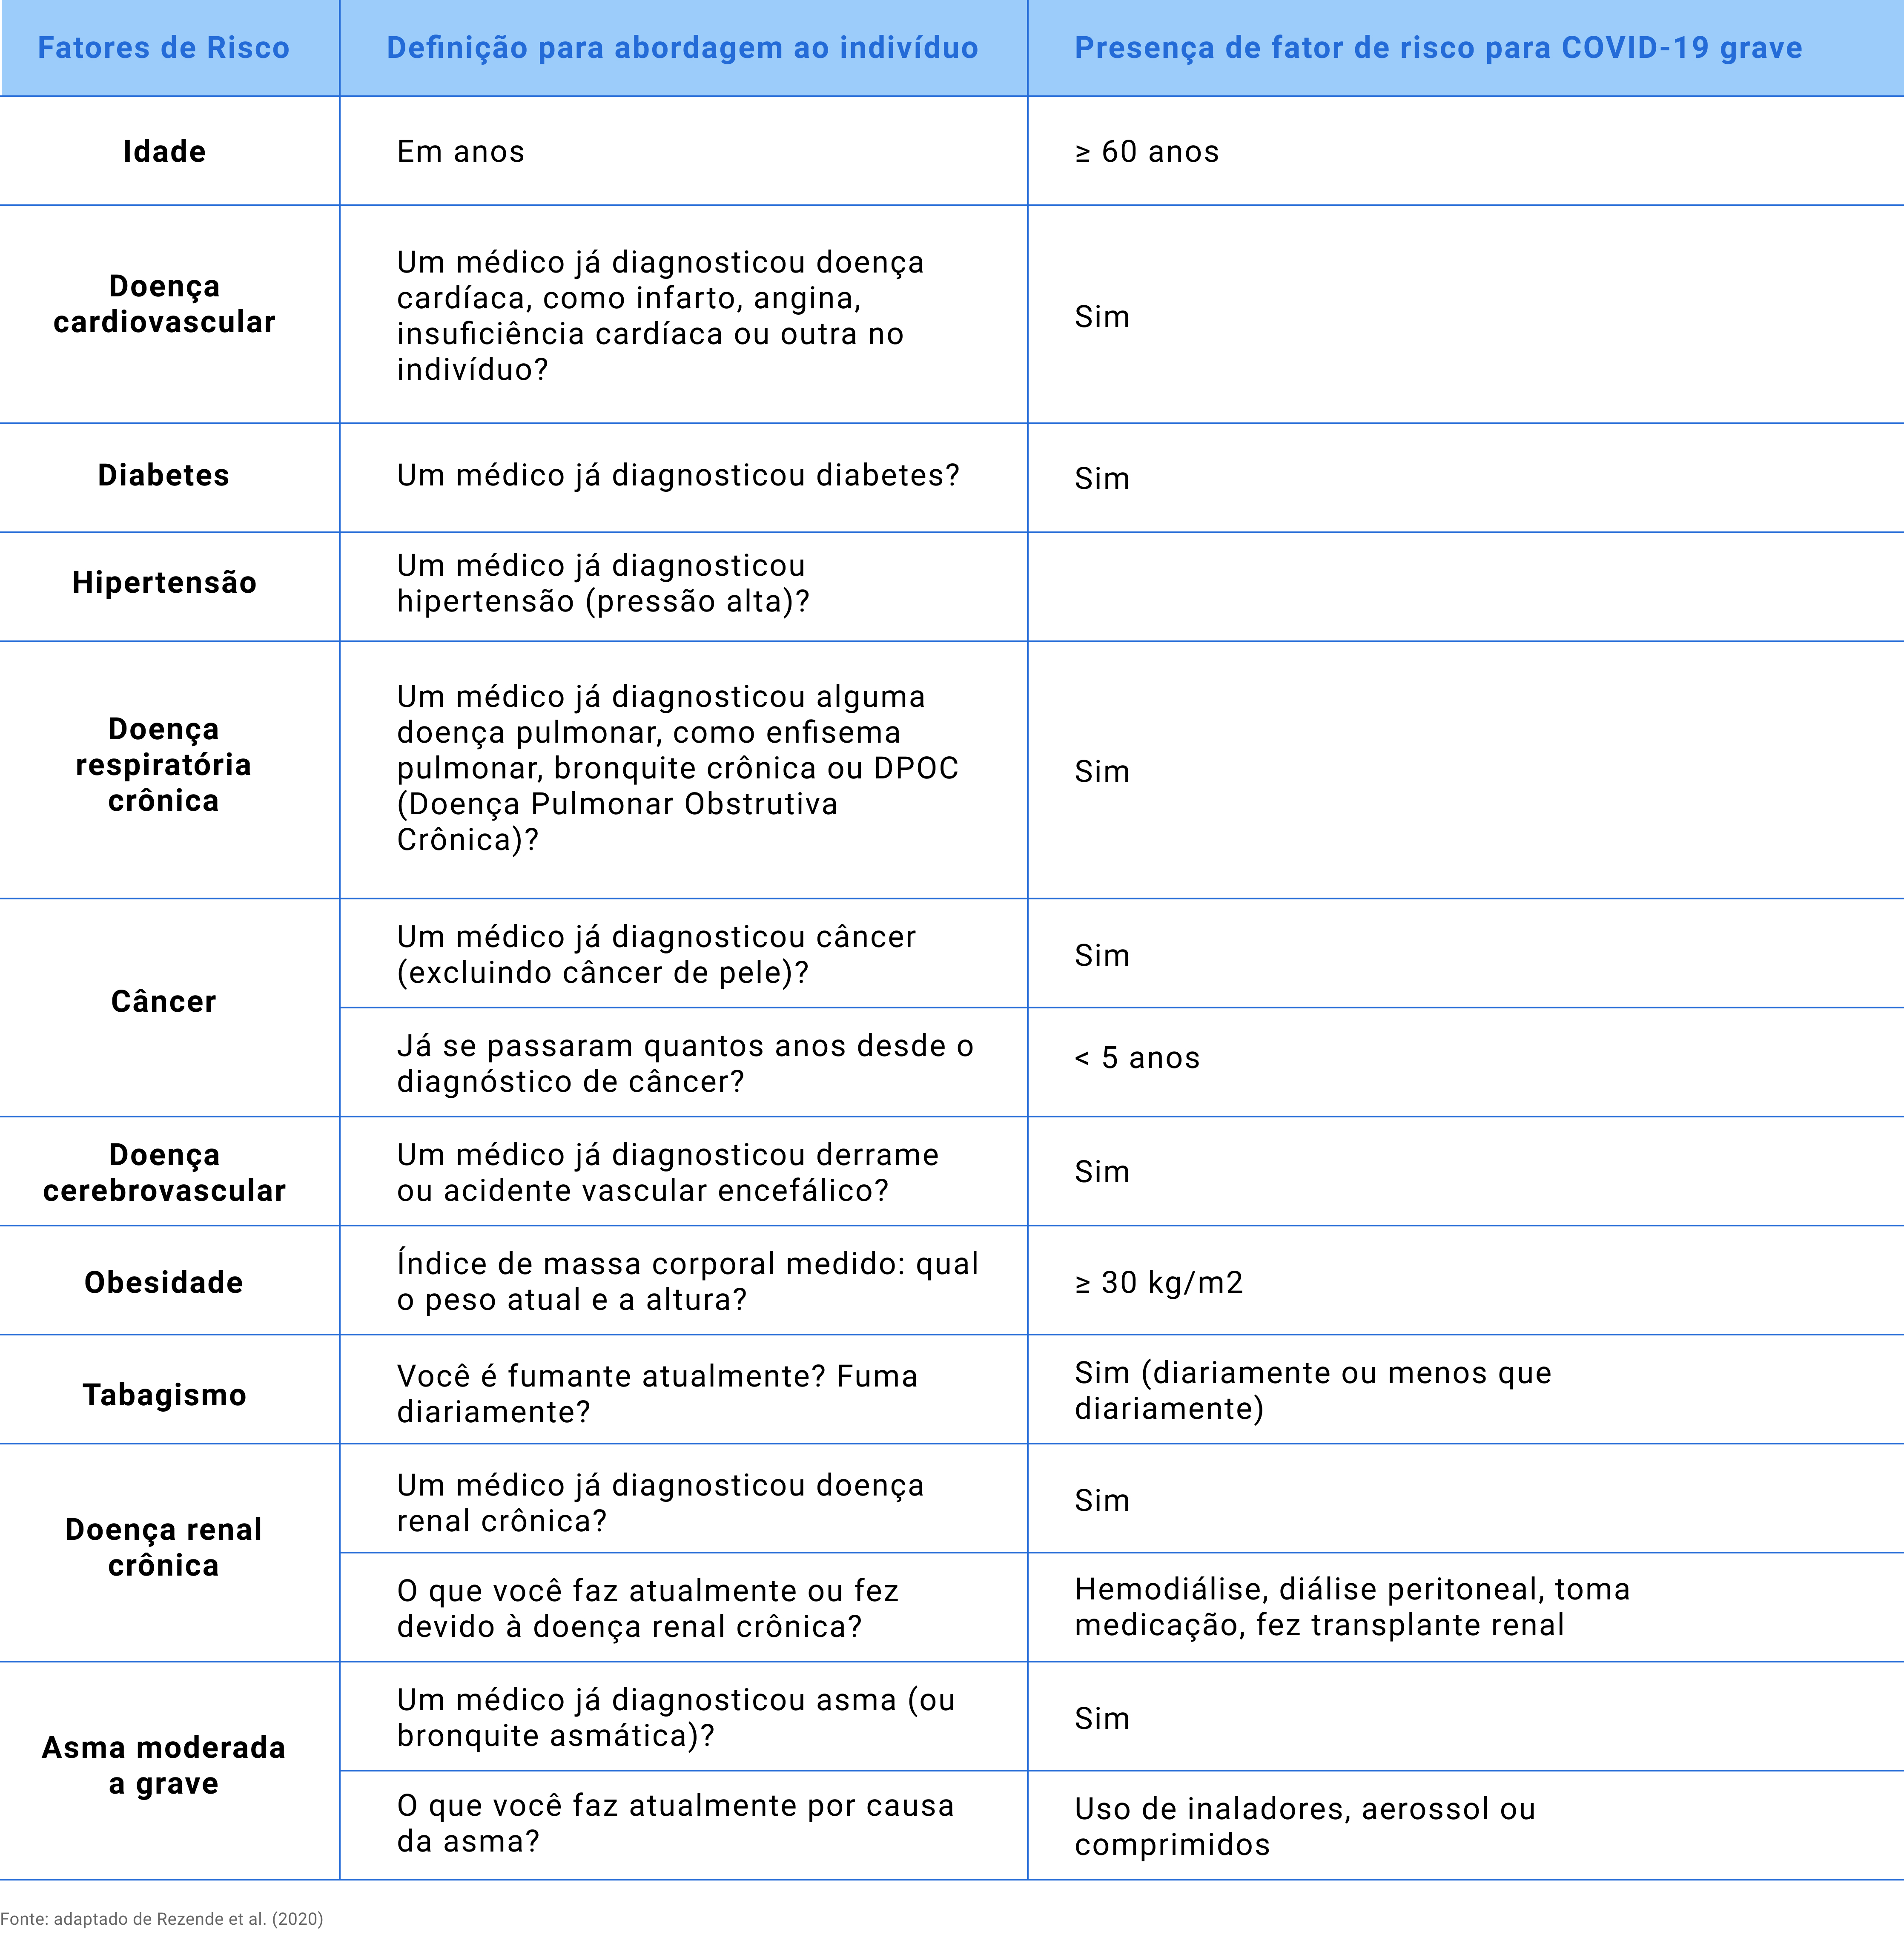 Fatores de Risco
Definição para abordagem ao indivíduo
Presença de fator de risco para COVID-19 grave
Idade
Em anos
≥ 60 anos
Doença
cardiovascular
Um médico já diagnosticou doença
cardíaca, como infarto, angina,
insuficiência cardíaca ou outra no
indivíduo?
Sim
Diabetes
Um médico já diagnosticou diabetes?
Sim
Hipertensão
Um médico já diagnosticou
hipertensão (pressão alta)?
Doença
respiratória
crônica
Um médico já diagnosticou alguma
doença pulmonar, como enfisema
pulmonar, bronquite crônica ou DPOC
(Doença Pulmonar Obstrutiva
Crônica)?
Sim
Câncer
Um médico já diagnosticou câncer
(excluindo câncer de pele)?
Sim
Já se passaram quantos anos desde o
diagnóstico de câncer?
< 5 anos
Doença
cerebrovascular
Um médico já diagnosticou derrame
ou acidente vascular encefálico?
Sim
Obesidade
Índice de massa corporal medido: qual
o peso atual e a altura?
≥ 30 kg/m2
Tabagismo
Você é fumante atualmente? Fuma
diariamente?
Sim (diariamente ou menos que
diariamente)
Doença renal
crônica
Um médico já diagnosticou doença
renal crônica?
Sim
O que você faz atualmente ou fez
devido à doença renal crônica?
Hemodiálise, diálise peritoneal, toma
medicação, fez transplante renal
Asma moderada
a grave
Um médico já diagnosticou asma (ou
bronquite asmática)?
Sim
O que você faz atualmente por causa
da asma?
Uso de inaladores, aerossol ou
comprimidos
Fonte: adaptado de Rezende et al. (2020)